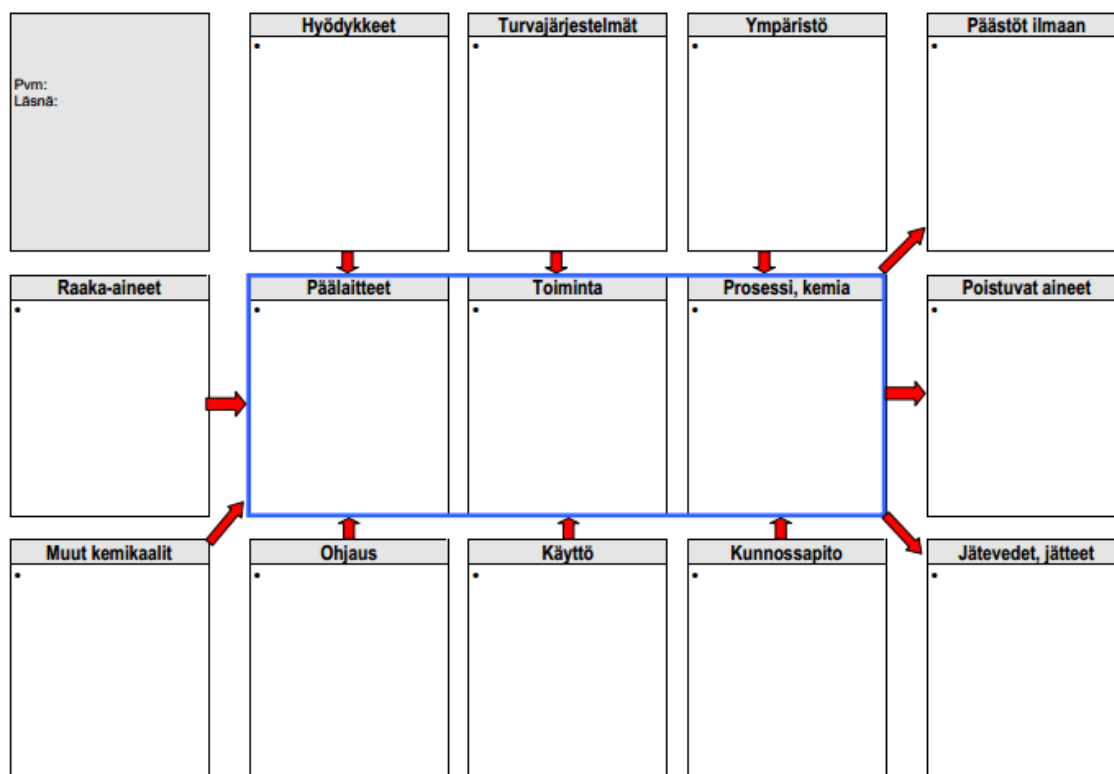 Pvm:
Läsnä:
Hyödykkeet
•
Turvajärjestelmät
•
Ympäristö
•
Päästöt ilmaan
•
Raaka-aineet
•
Päälaitteet
•
Toiminta
•
Prosessi, kemia
•
Poistuvat aineet
•
Muut kemikaalit
•
Ohjaus
•
Käyttö
•
Kunnossapito
•
Jätevedet, jätteet
•